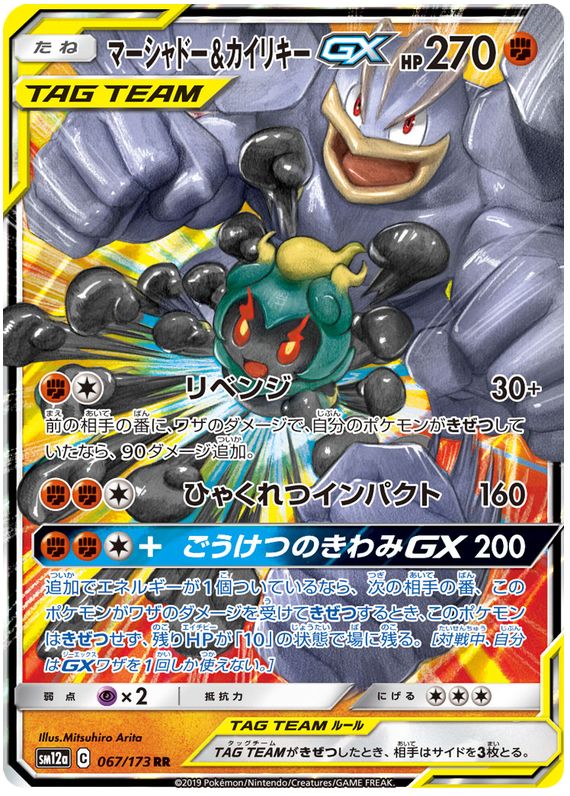 たね マーシャドー&カイリキーGX HP270
TAG TEAM
リベンジ 30+
前の相手の番に、ワザのダメージで、自分のポケモンがきぜつして
いたなら、90ダメージ追加。
ひゃくれつインパクト 160
+ ごうけつのきわみGX 200
追加でエネルギーが1個ついているなら、次の相手の番、この
ポケモンがワザのダメージを受けてきぜつするとき、このポケモン
はきぜつせず、残りHPが「10」の状態で場に残る。[対戦中、自分
はGXワザを1回しか使えない。]
弱点 ×2 抵抗力 にげる
Illus.Mitsuhiro Arita
TAG TEAM ルール
TAG TEAMがきぜつしたとき、相手はサイドを3枚とる。
sm12a C 067/173 RR
©2019 Pokémon/Nintendo/Creatures/GAME FREAK.